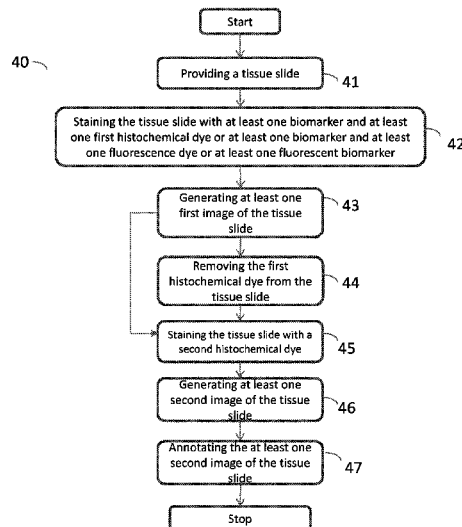 Start
40
Providing a tissue slide
41
Staining the tissue slide with at least one biomarker and at least
one first histochemical dye or at least one biomarker and at least
one fluorescence dye or at least one fluorescent biomarker
42
Generating at least one
first image of the tissue
slide
43
Removing the first
histochemical dye from the
tissue slide
44
Staining the tissue slide with a
second histochemical dye
45
Generating at least one
second image of the tissue
slide
46
Annotating the at least one
second image of the tissue
slide
47
Stop